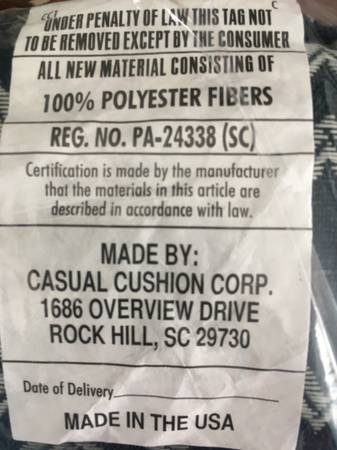 UNDER PENALTY OF LAW THIS TAG NOT
TO BE REMOVED EXCEPT BY THE CONSUMER
ALL NEW MATERIAL CONSISTING OF
100% POLYESTER FIBERS
REG. NO. PA-24338 (SC)
Certification is made by the manufacturer
that the materials in this article are
described in accordance with law.
MADE BY:
CASUAL CUSHION CORP.
1686 OVERVIEW DRIVE
ROCK HILL, SC 29730
Date of Delivery
MADE IN THE USA